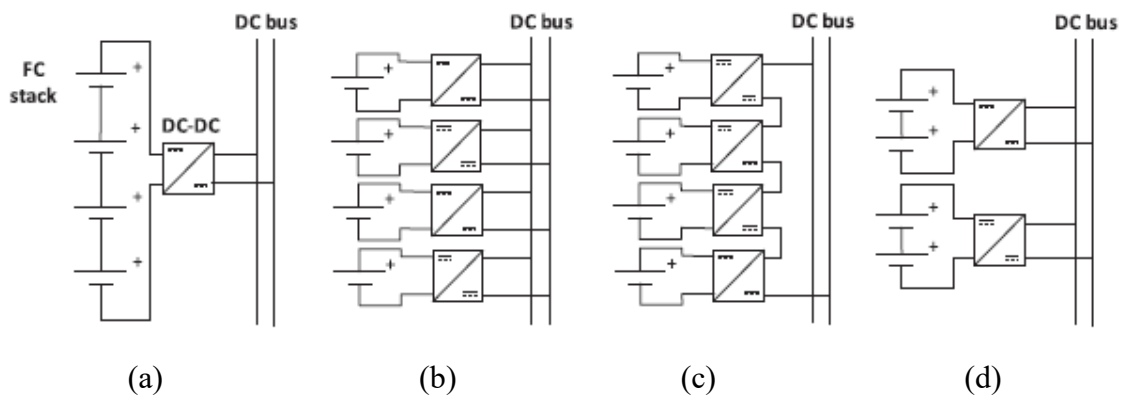 DC bus DC bus DC bus DC bus
FC
stack
DC-DC
+ + + +
+ + + +
+ + + +
+ + + +
(a) (b) (c) (d)